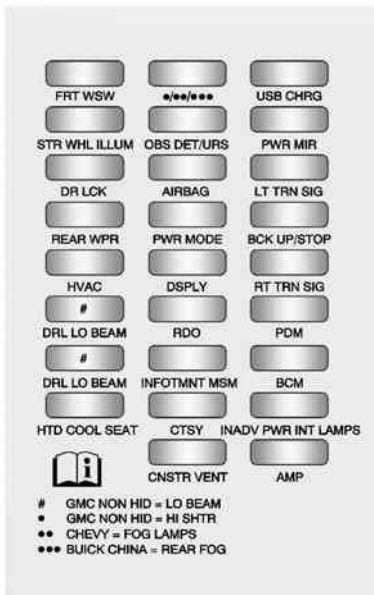 FRT WSW •/••/••• USB CHRG
STR WHL ILLUM OBS DET/URS PWR MIR
DR LCK AIRBAG LT TRN SIG
REAR WPR PWR MODE BCK UP/STOP
HVAC DSPLY RT TRN SIG
#
DRL LO BEAM RDO PDM
#
DRL LO BEAM INFOTMNT MSM BCM
HTD COOL SEAT CTSY INADV PWR INT LAMPS
i
CNSTR VENT AMP
# GMC NON HID = LO BEAM
• GMC NON HID = HI SHTR
•• CHEVY = FOG LAMPS
••• BUICK CHINA = REAR FOG